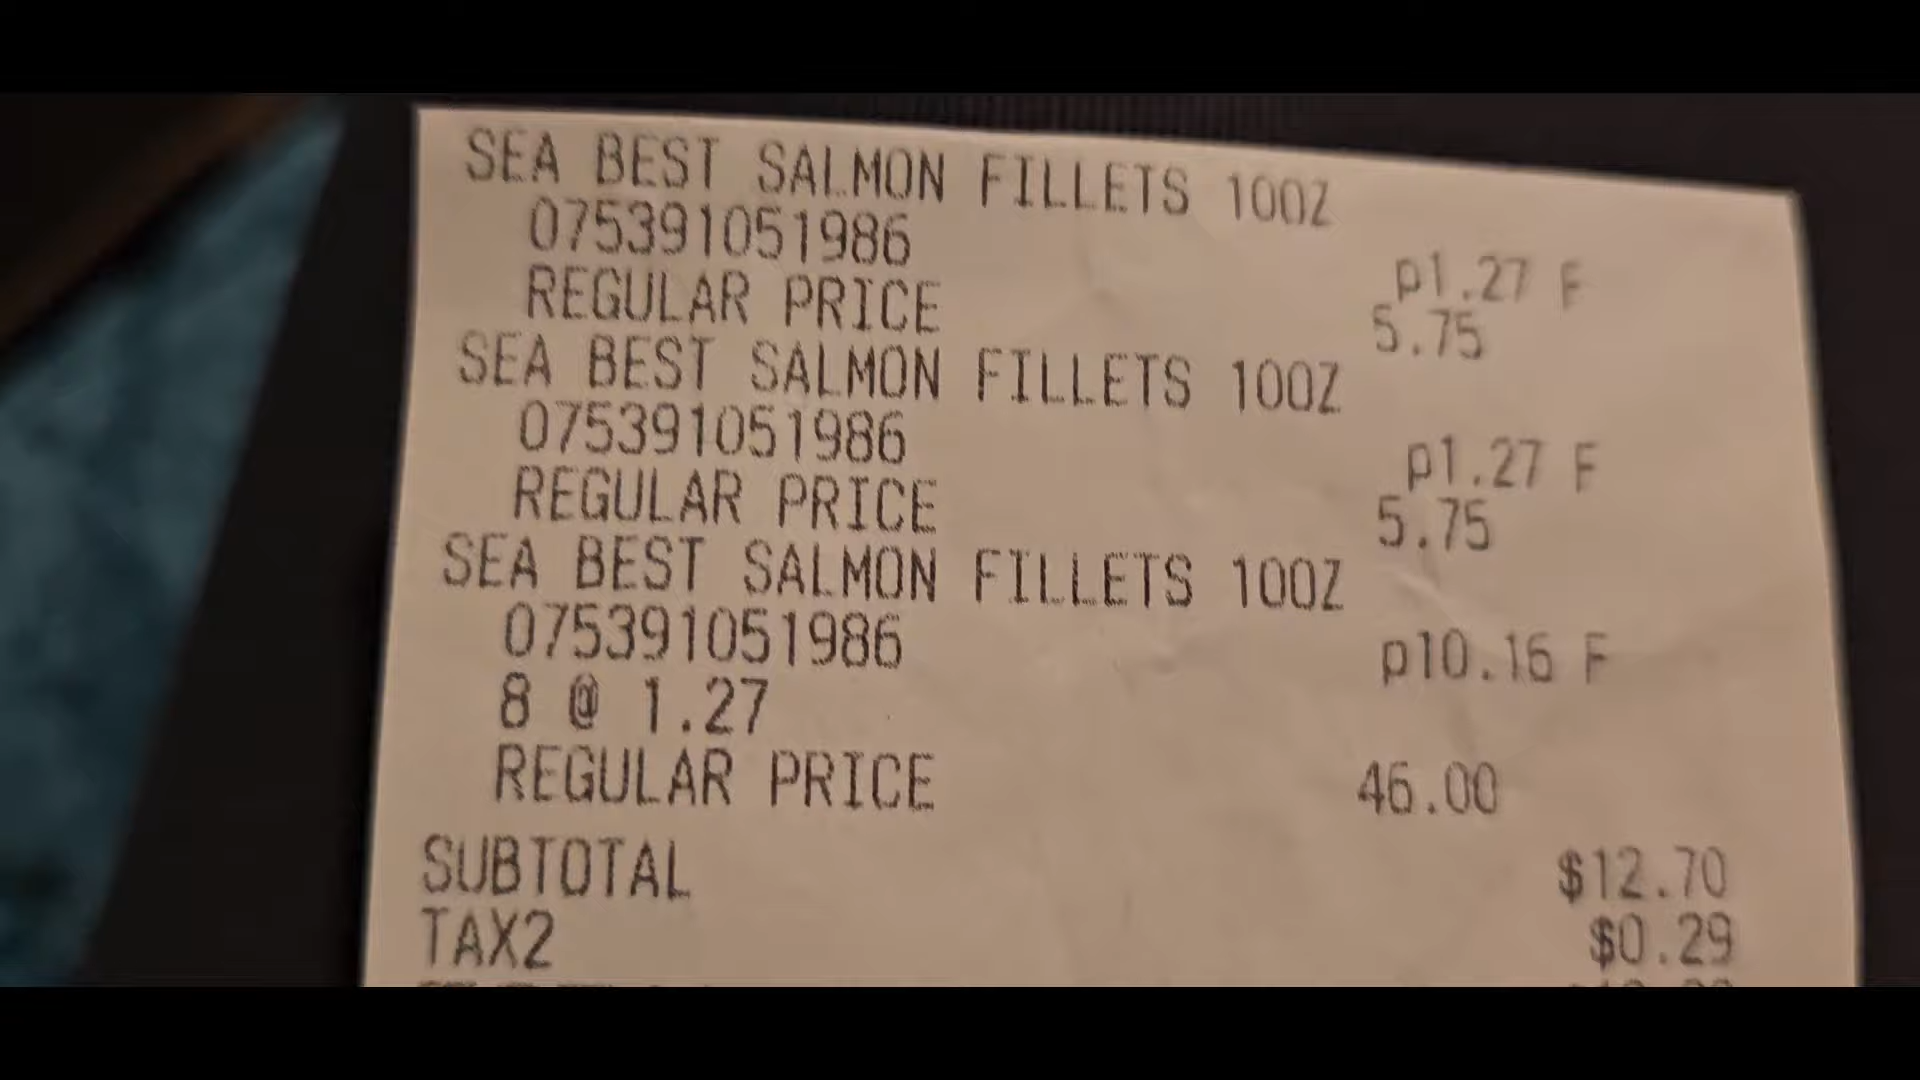 SEA BEST SALMON FILLETS 10OZ
075391051986
p1.27 F
REGULAR PRICE 5.75
SEA BEST SALMON FILLETS 10OZ
075391051986
p1.27 F
REGULAR PRICE 5.75
SEA BEST SALMON FILLETS 10OZ
075391051986
p10.16 F
8 @ 1.27
REGULAR PRICE 46.00
SUBTOTAL $12.70
TAX2 $0.29